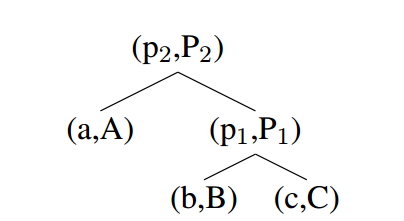 (p₂,P₂)
(a,A) (p₁,P₁)
(b,B) (c,C)